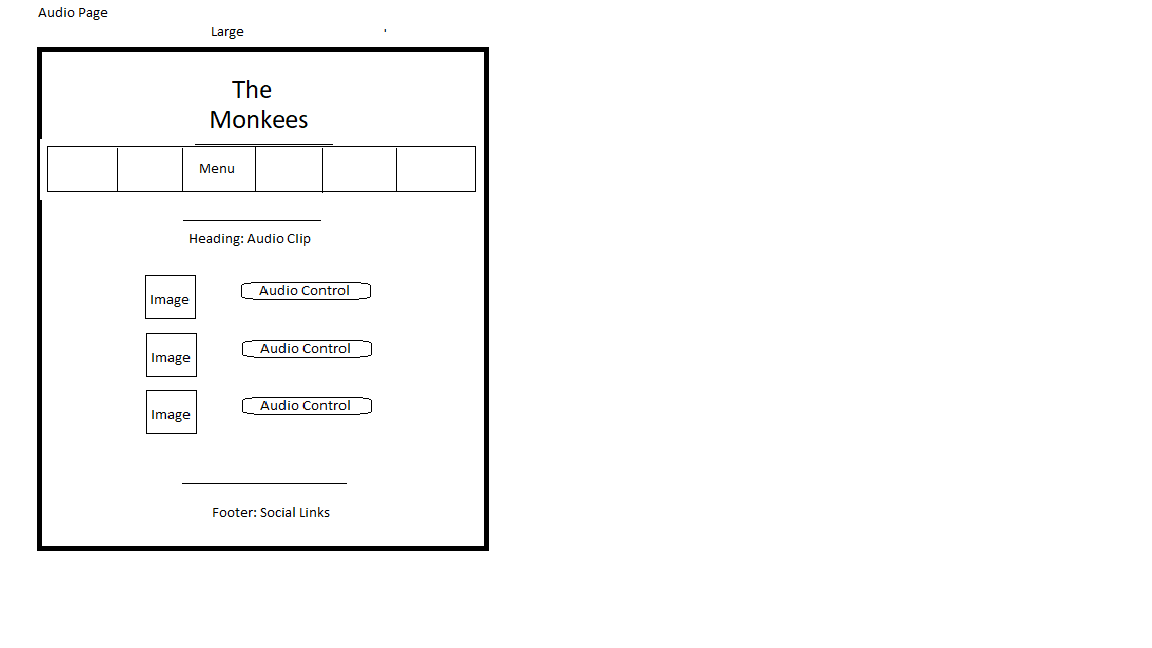 Audio Page
Large
The
Monkees
Menu
Heading: Audio Clip
Image
Audio Control
Image
Audio Control
Image
Audio Control
Footer: Social Links